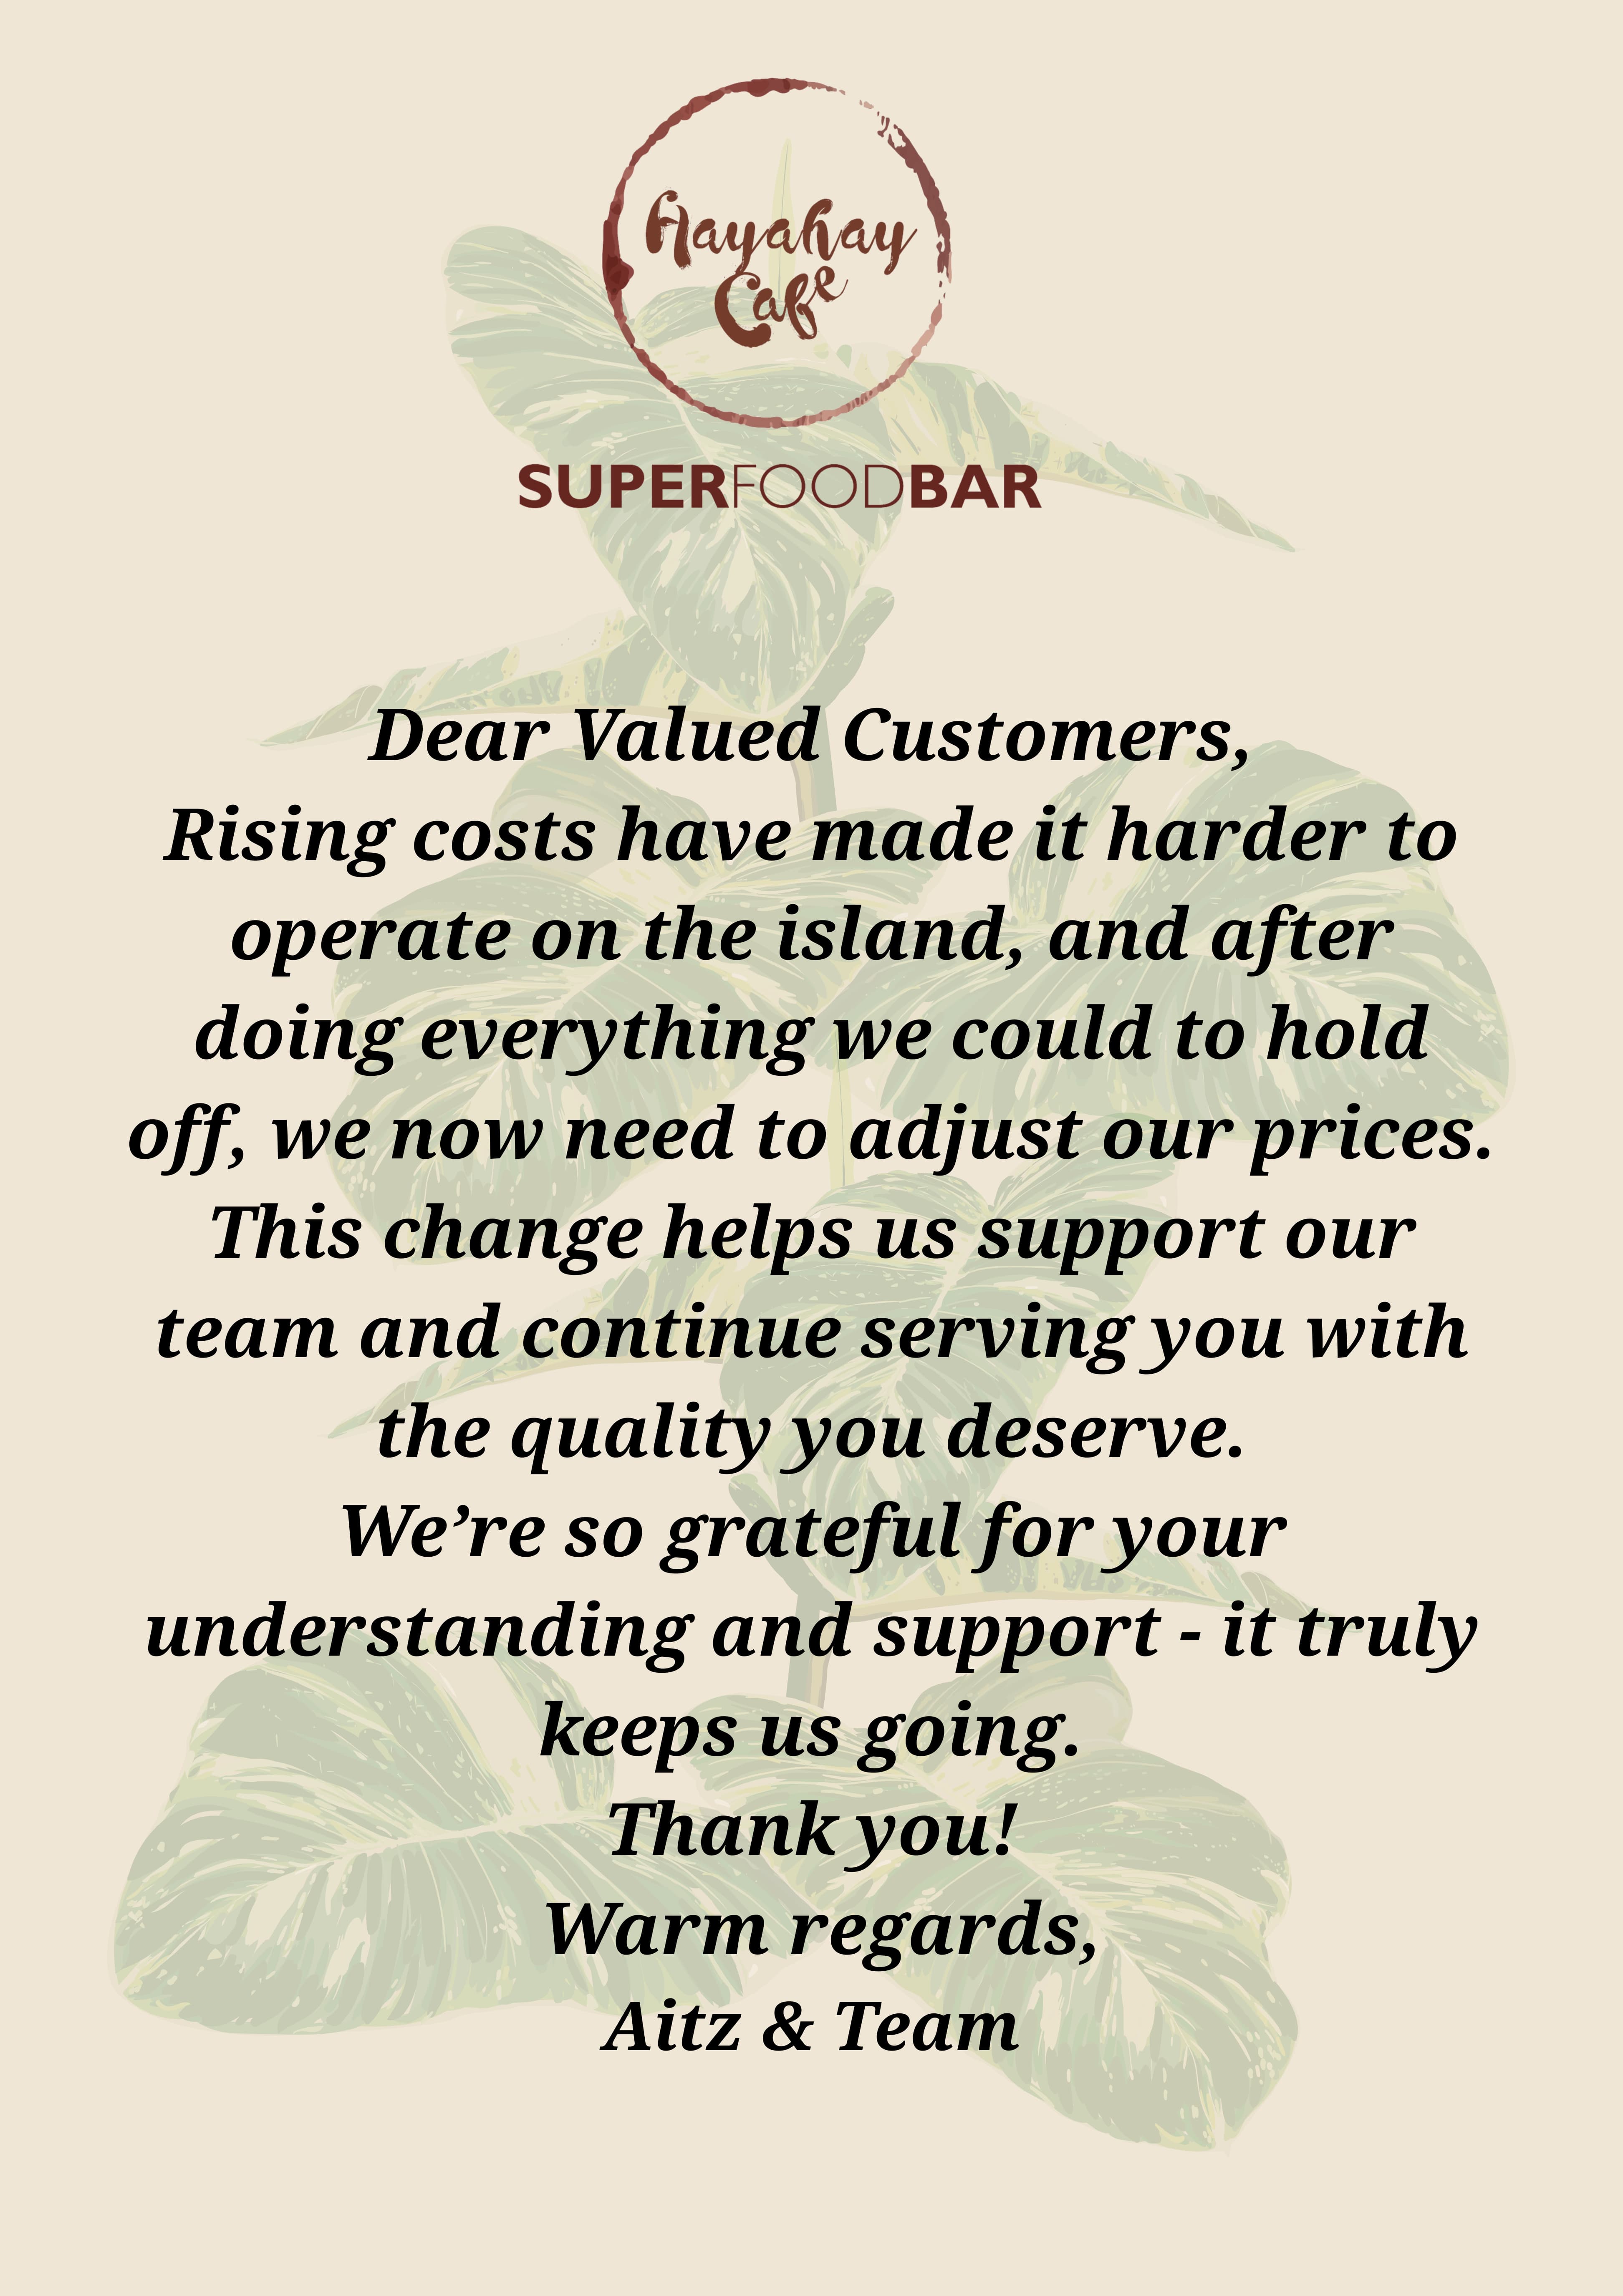 Hayahay
Cafe
SUPERFOODBAR
Dear Valued Customers,
Rising costs have made it harder to
operate on the island, and after
doing everything we could to hold
off, we now need to adjust our prices.
This change helps us support our
team and continue serving you with
the quality you deserve.
We’re so grateful for your
understanding and support - it truly
keeps us going.
Thank you!
Warm regards,
Aitz & Team